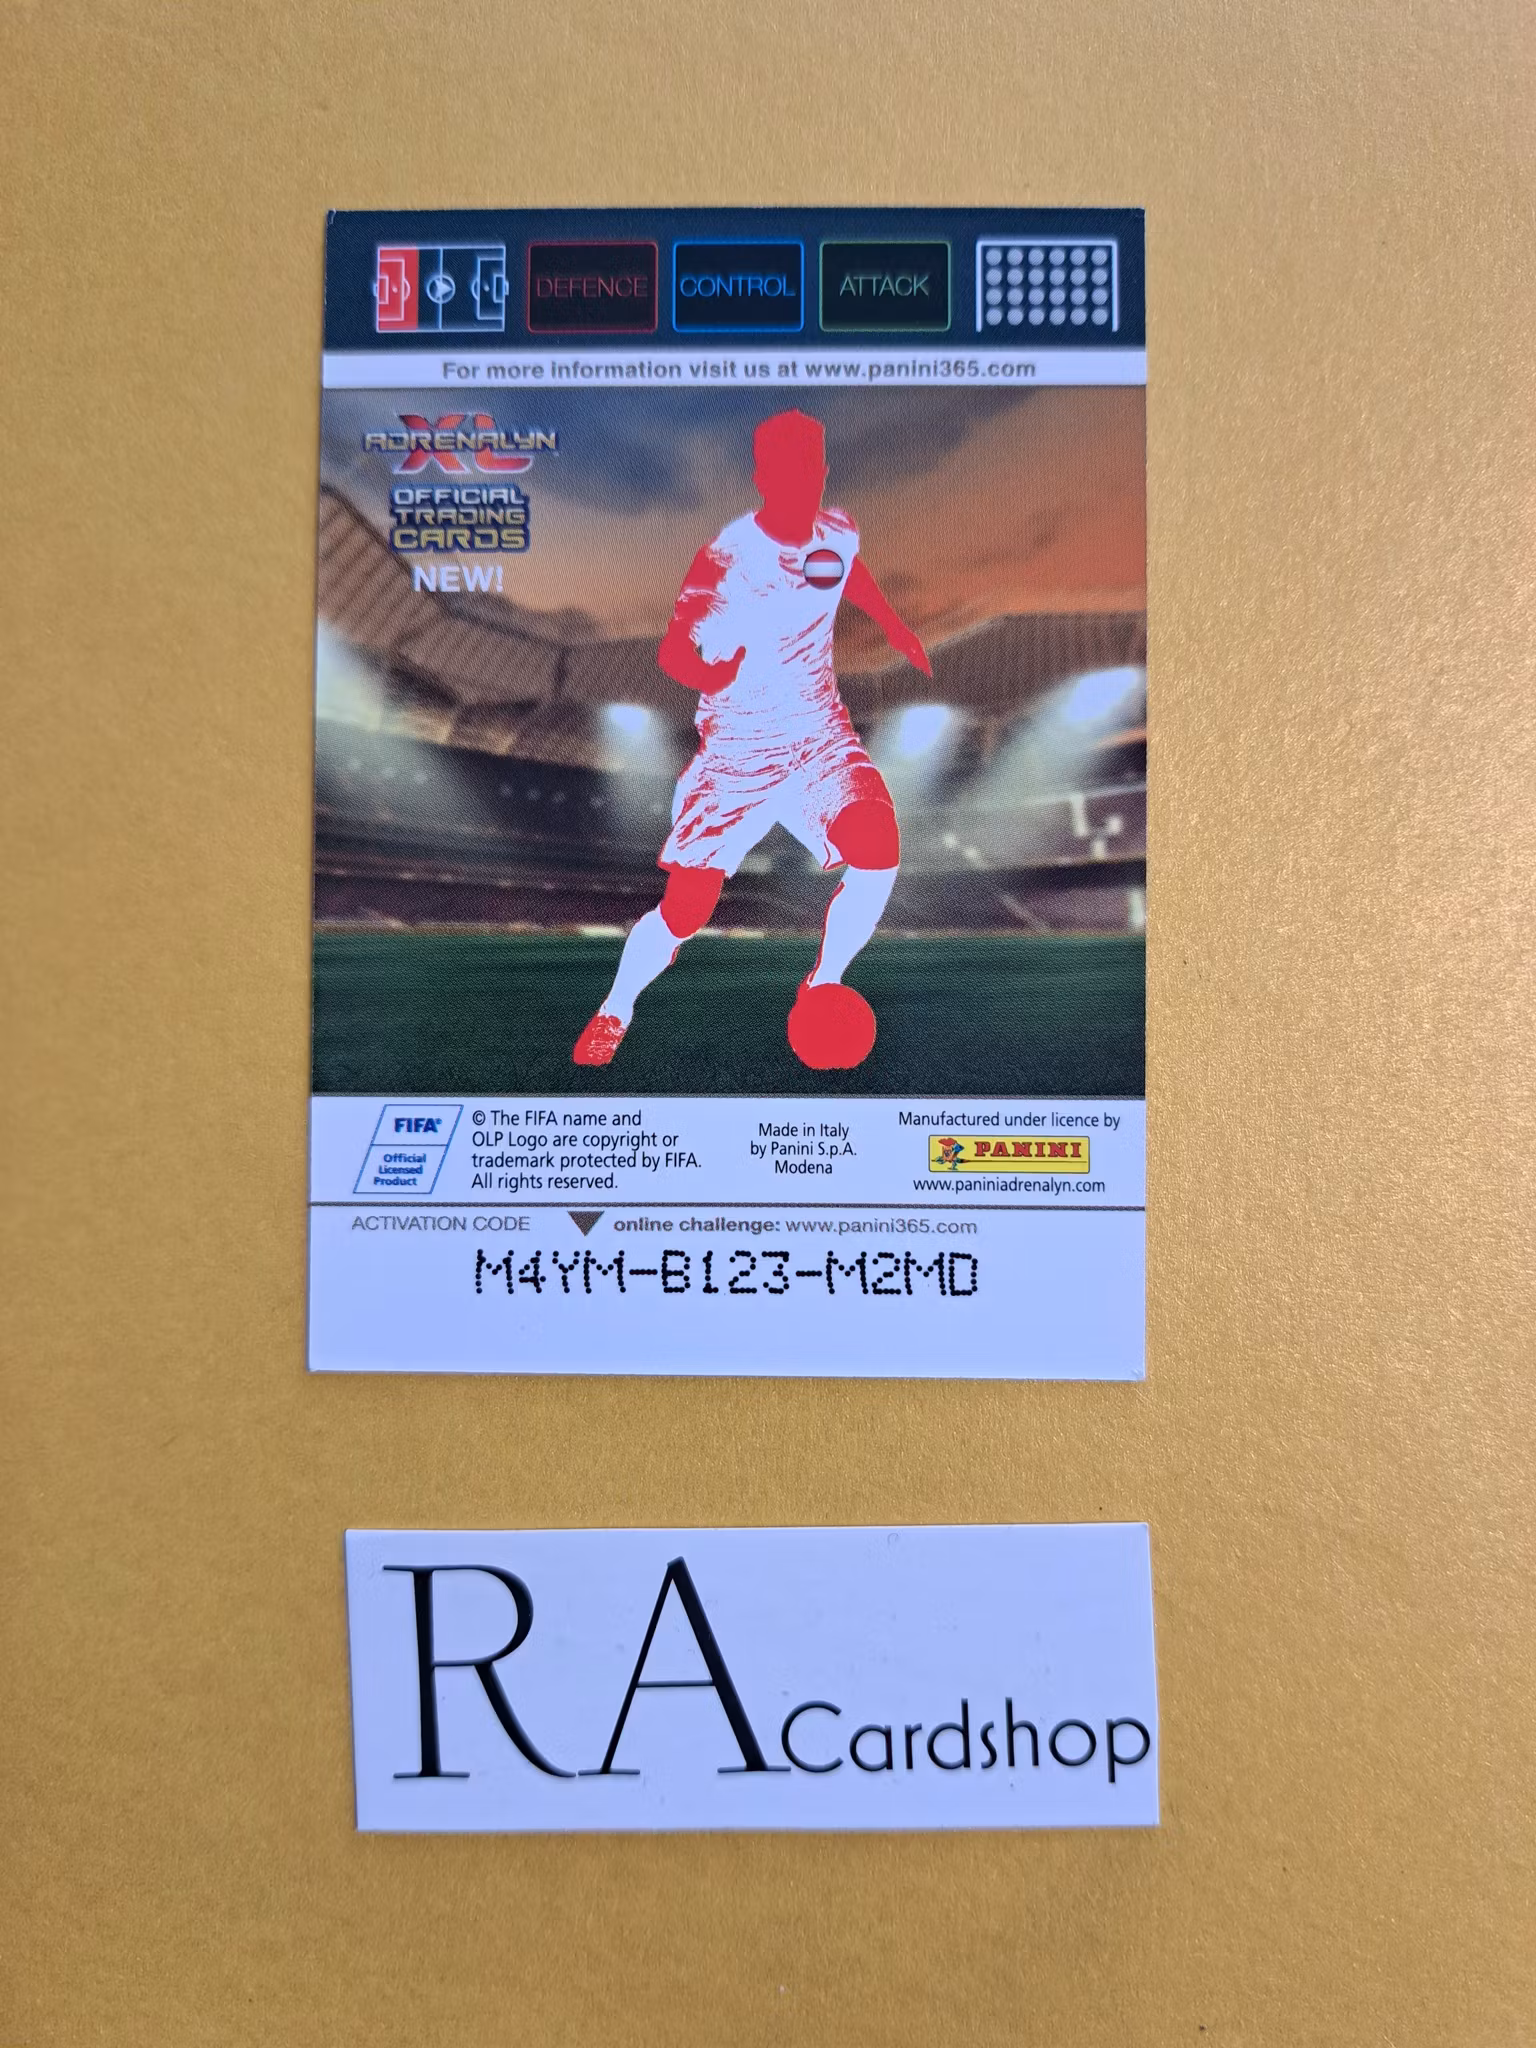 DEFENCE CONTROL ATTACK
For more information visit us at www.panini365.com
ADRENALYN
XL
OFFICIAL
TRADING
CARDS
NEW!
FIFA®
Official
Licensed
Product
© The FIFA name and
OLP Logo are copyright or
trademark protected by FIFA.
All rights reserved.
Made in Italy
by Panini S.p.A.
Modena
Manufactured under licence by
PANINI
www.paniniadrenalyn.com
ACTIVATION CODE online challenge: www.panini365.com
M4YM-B123-M2MD
RA Cardshop